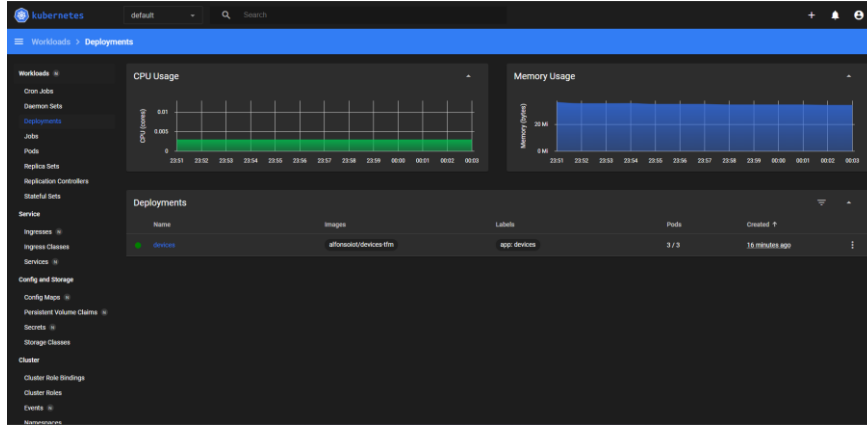 kubernetes
default
Search
Workloads > Deployments
Workloads N
Cron Jobs
Daemon Sets
Deployments
Jobs
Pods
Replica Sets
Replication Controllers
Stateful Sets
Service
Ingresses N
Ingress Classes
Services N
Config and Storage
Config Maps N
Persistent Volume Claims N
Secrets N
Storage Classes
Cluster
Cluster Role Bindings
Cluster Roles
Events N
Namespaces
CPU Usage
CPU (cores)
0.01
0.005
0
23:51 23:52 23:53 23:54 23:55 23:56 23:57 23:58 23:59 00:00 00:01 00:02 00:03
Memory Usage
Memory (bytes)
20 Mi
0 Mi
23:51 23:52 23:53 23:54 23:55 23:56 23:57 23:58 23:59 00:00 00:01 00:02 00:03
Deployments
Name Images Labels Pods Created ↑
devices alfonsoiot/devices-tfm app: devices 3 / 3 16 minutes ago